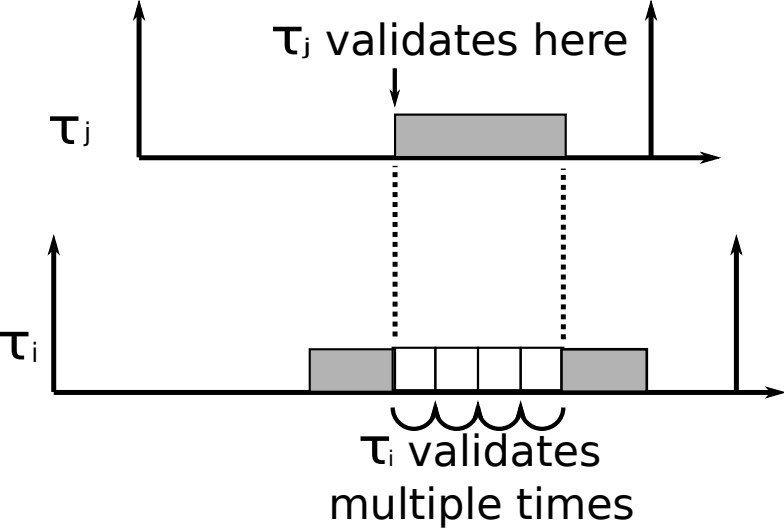 τj validates here
τj
τi
τi validates
multiple times